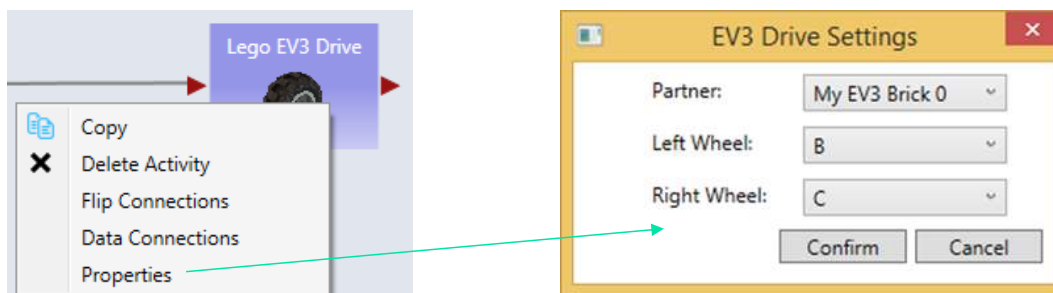 Lego EV3 Drive
Copy
Delete Activity
Flip Connections
Data Connections
Properties
EV3 Drive Settings
Partner: My EV3 Brick 0
Left Wheel: B
Right Wheel: C
Confirm Cancel